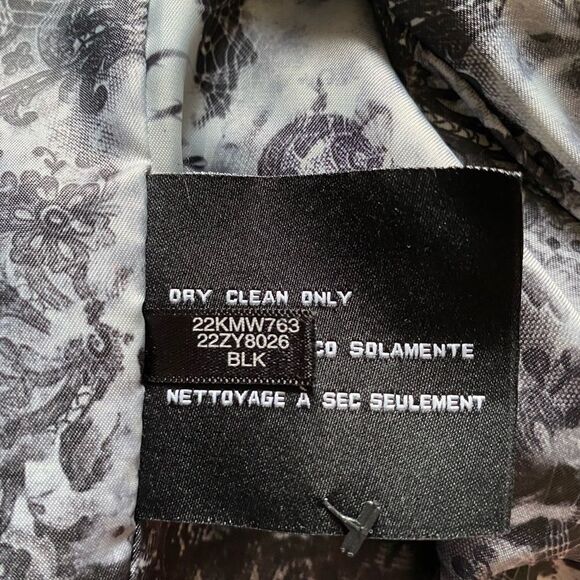 DRY CLEAN ONLY
22KMW763
22ZY8026
BLK
CO SOLAMENTE
NETTOYAGE A SEC SEULEMENT